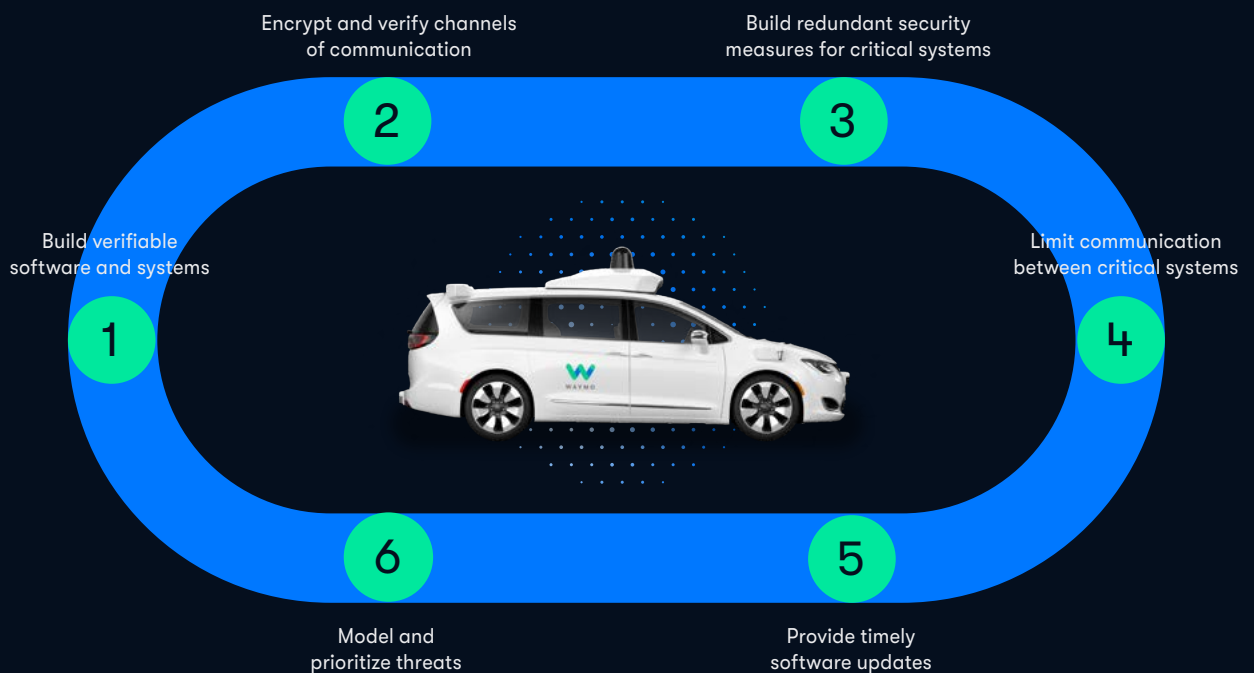 Encrypt and verify channels
of communication
2
Build redundant security
measures for critical systems
3
Build verifiable
software and systems
1
Limit communication
between critical systems
4
WAYMO
6
Model and
prioritize threats
5
Provide timely
software updates